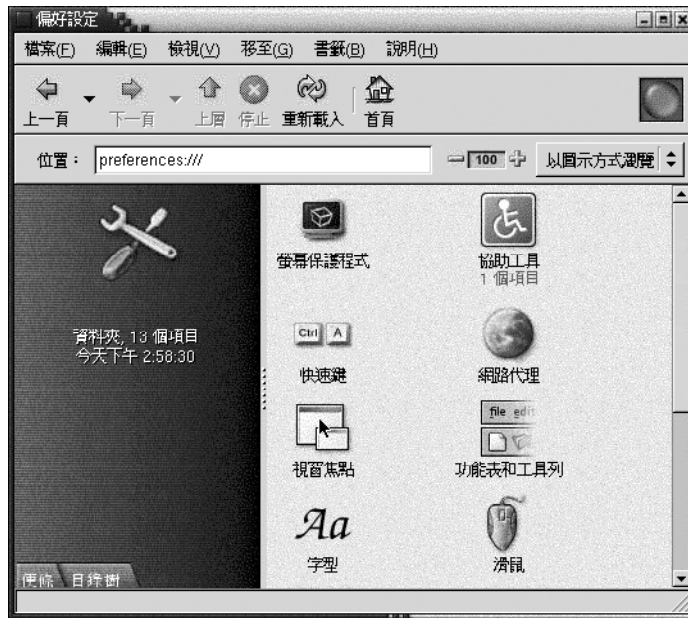 偏好設定
檔案(F) 編輯(E) 檢視(V) 移至(G) 書籤(B) 說明(H)
上一頁 下一頁 上層 停止 重新載入 首頁
位置： preferences:/// 100 以圖示方式瀏覽
螢幕保護程式 協助工具
1 個項目
資料夾, 13 個項目
今天下午 2:58:30
Ctrl A
快速鍵 網路代理
file edit
視窗焦點 功能表和工具列
Aa
字型 滑鼠
便條 目錄樹